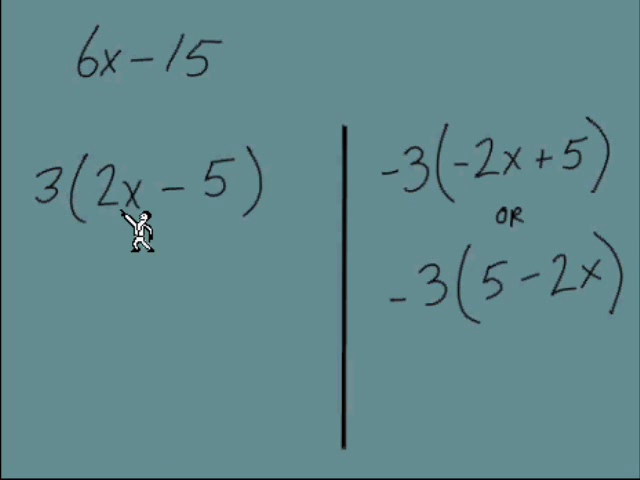 6x - 15
3(2x - 5)
-3(-2x + 5)
OR
-3(5 - 2x)